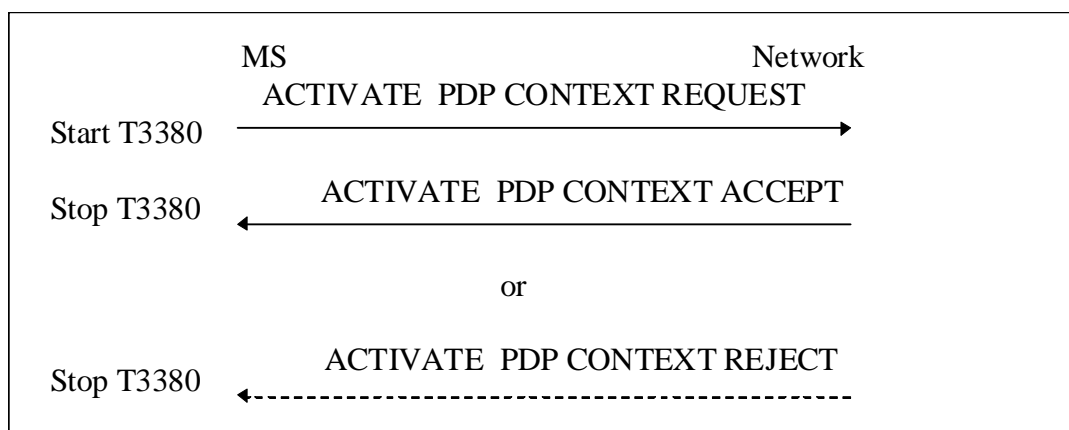 MS Network
ACTIVATE PDP CONTEXT REQUEST
Start T3380
ACTIVATE PDP CONTEXT ACCEPT
Stop T3380
or
ACTIVATE PDP CONTEXT REJECT
Stop T3380